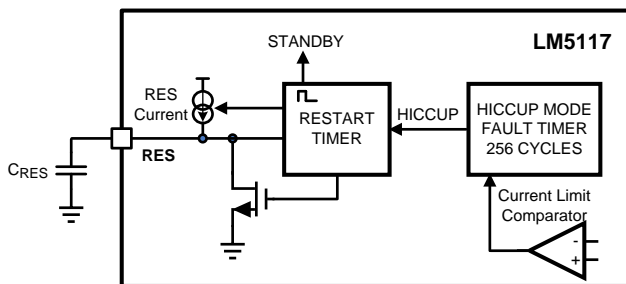 LM5117
STANDBY
RES
Current
RESTART
TIMER
HICCUP
HICCUP MODE
FAULT TIMER
256 CYCLES
RES
CRES
Current Limit
Comparator
-
+